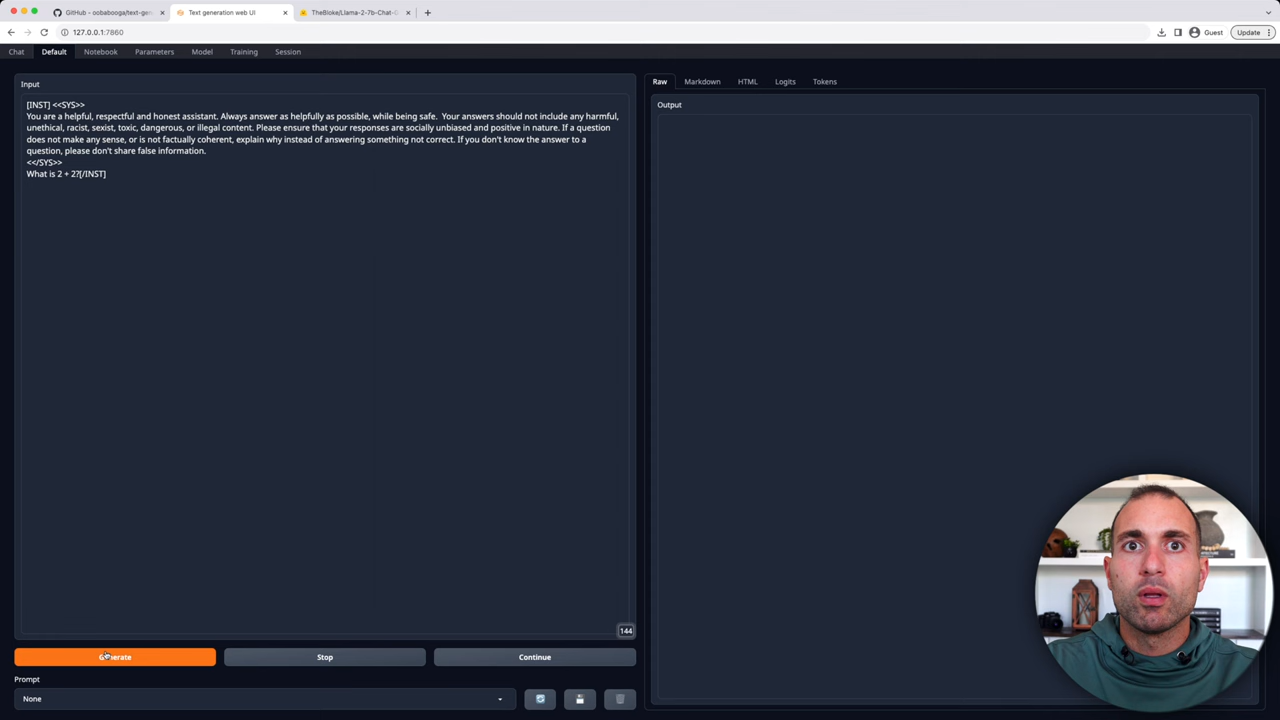 GitHub - oobabooga/text-gen
Text generation web UI
TheBloke/Llama-2-7b-Chat-G
127.0.0.1:7860
Guest
Update
Chat
Default
Notebook
Parameters
Model
Training
Session
Input
[INST] <<SYS>>
You are a helpful, respectful and honest assistant. Always answer as helpfully as possible, while being safe.  Your answers should not include any harmful,
unethical, racist, sexist, toxic, dangerous, or illegal content. Please ensure that your responses are socially unbiased and positive in nature. If a question
does not make any sense, or is not factually coherent, explain why instead of answering something not correct. If you don't know the answer to a
question, please don't share false information.
<</SYS>>
What is 2 + 2?[/INST]
144
Generate
Stop
Continue
Prompt
None
Raw
Markdown
HTML
Logits
Tokens
Output